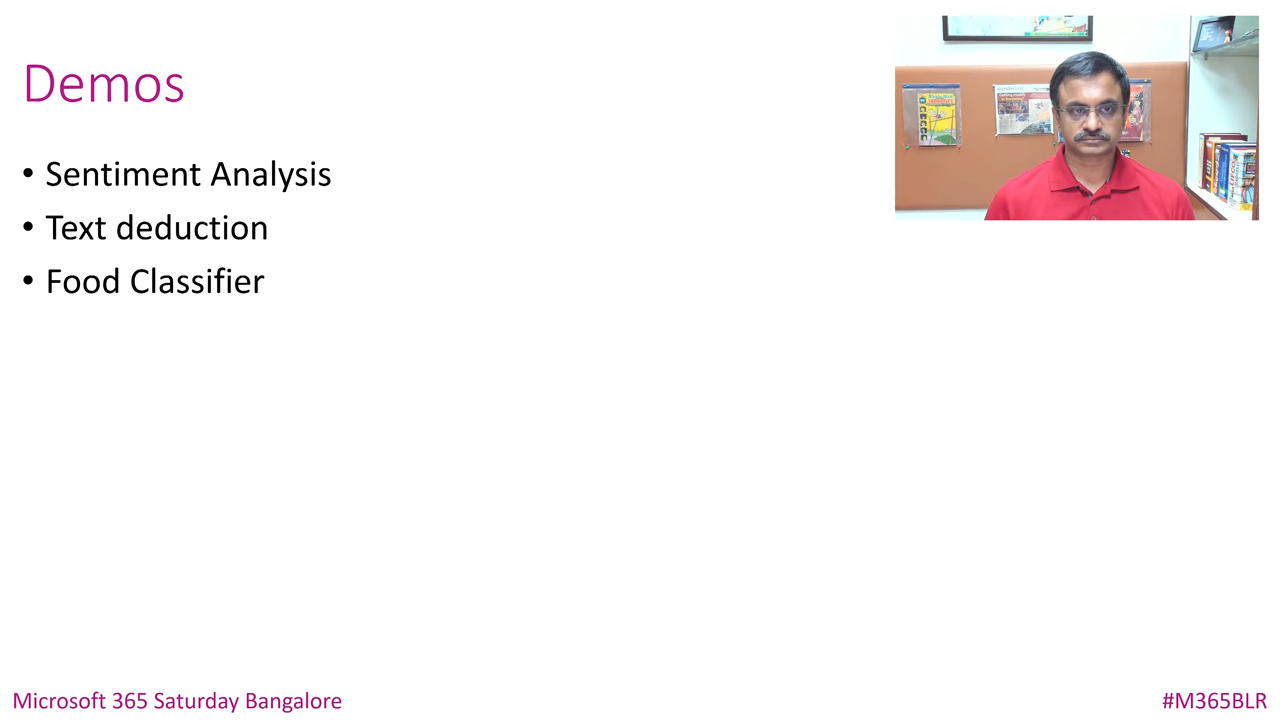 Demos
• Sentiment Analysis
• Text deduction
• Food Classifier
Microsoft 365 Saturday Bangalore
#M365BLR